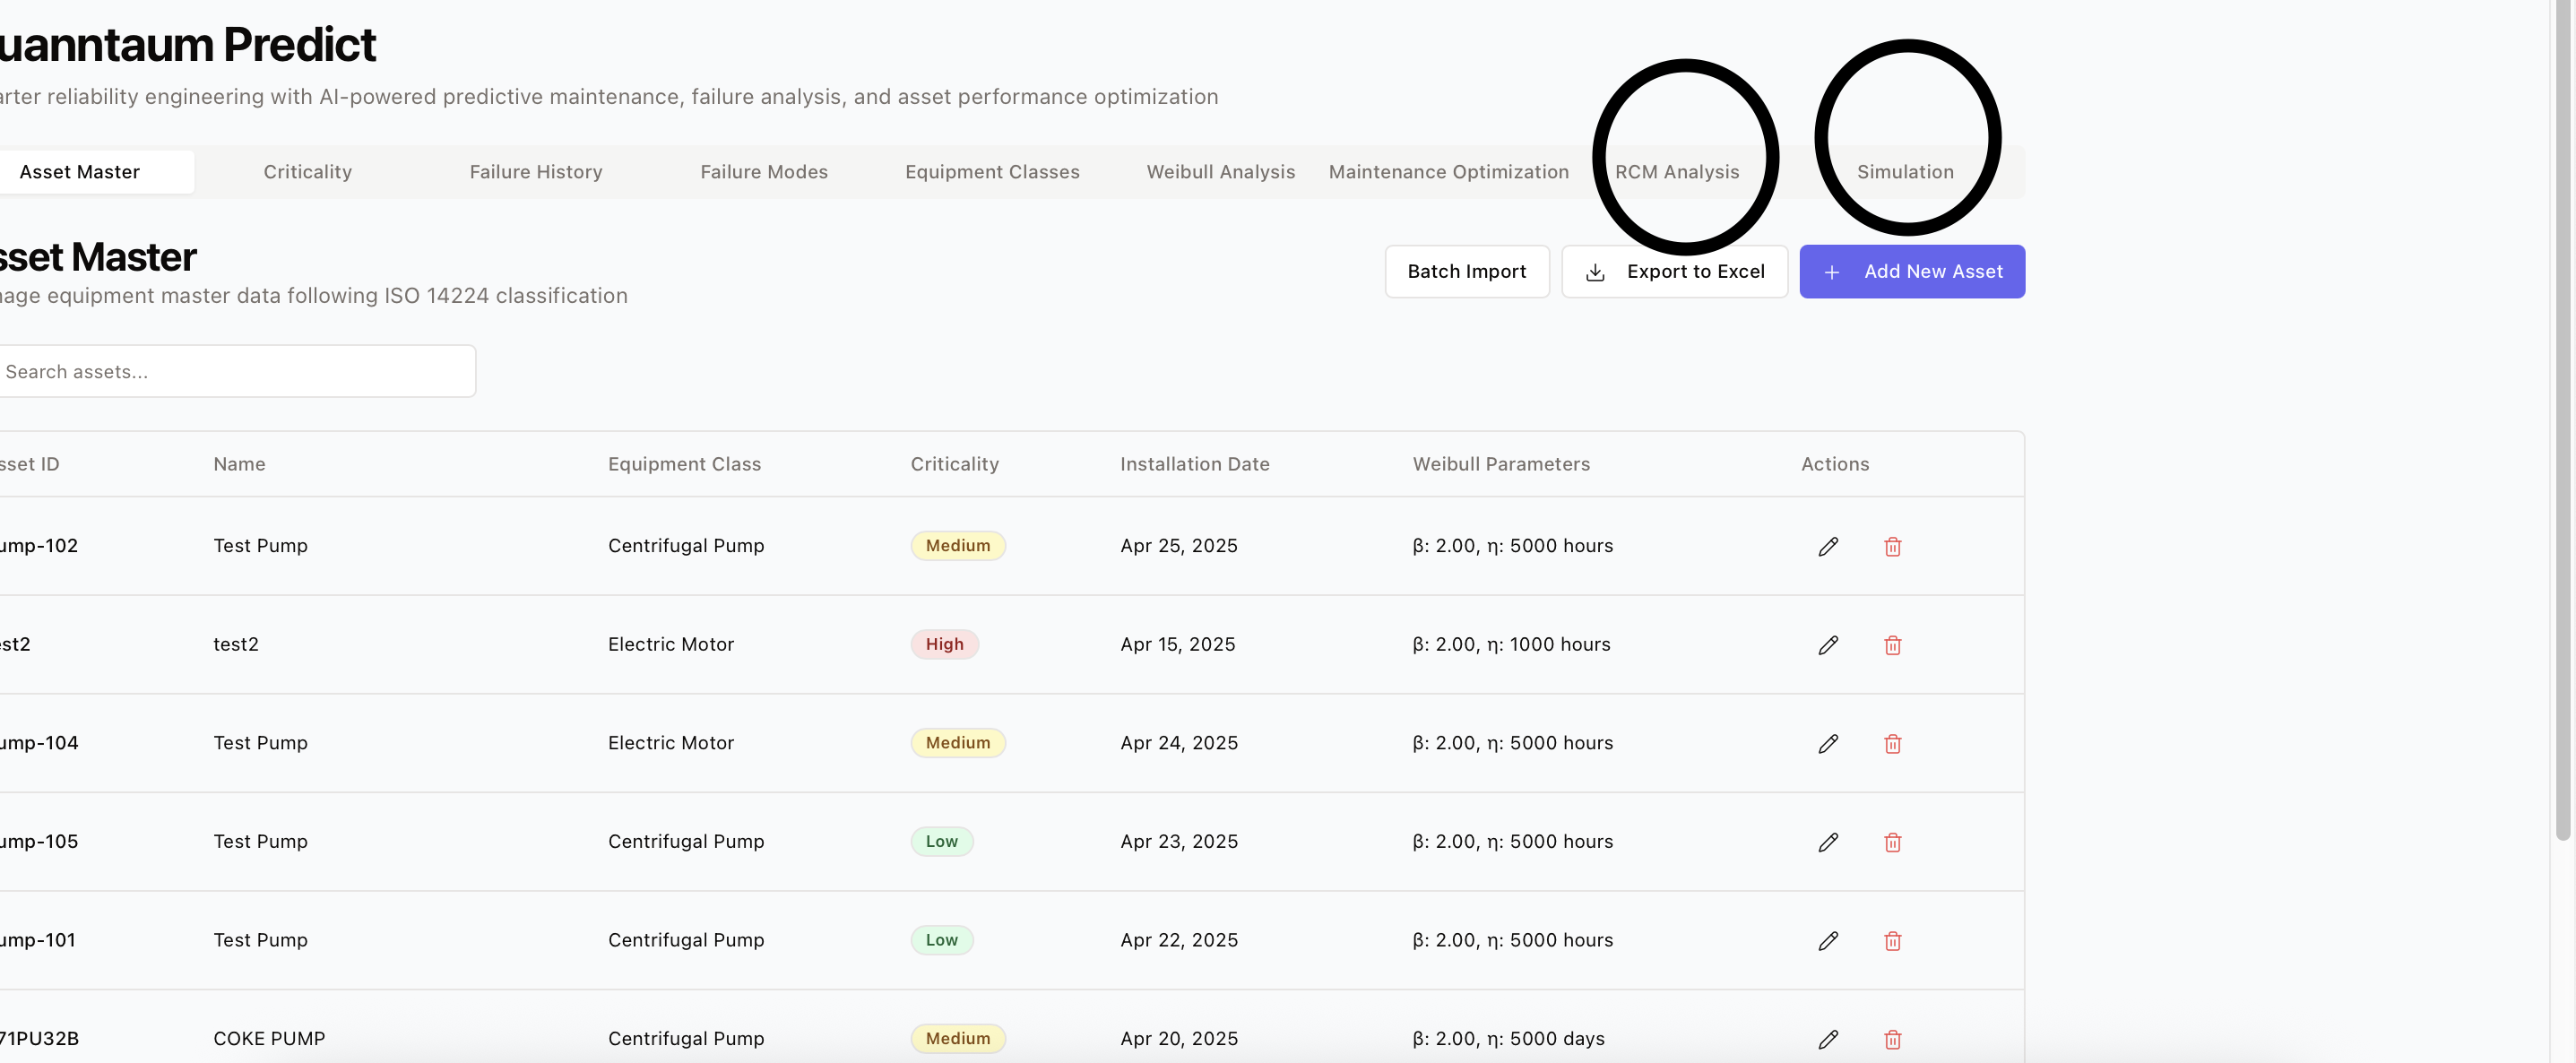 uanntaum Predict
arter reliability engineering with AI-powered predictive maintenance, failure analysis, and asset performance optimization
Asset Master Criticality Failure History Failure Modes Equipment Classes Weibull Analysis Maintenance Optimization RCM Analysis Simulation
sset Master
Batch Import Export to Excel + Add New Asset
nage equipment master data following ISO 14224 classification
Search assets...
sset ID Name Equipment Class Criticality Installation Date Weibull Parameters Actions
ump-102 Test Pump Centrifugal Pump Medium Apr 25, 2025 β: 2.00, η: 5000 hours
est2 test2 Electric Motor High Apr 15, 2025 β: 2.00, η: 1000 hours
ump-104 Test Pump Electric Motor Medium Apr 24, 2025 β: 2.00, η: 5000 hours
ump-105 Test Pump Centrifugal Pump Low Apr 23, 2025 β: 2.00, η: 5000 hours
ump-101 Test Pump Centrifugal Pump Low Apr 22, 2025 β: 2.00, η: 5000 hours
71PU32B COKE PUMP Centrifugal Pump Medium Apr 20, 2025 β: 2.00, η: 5000 days